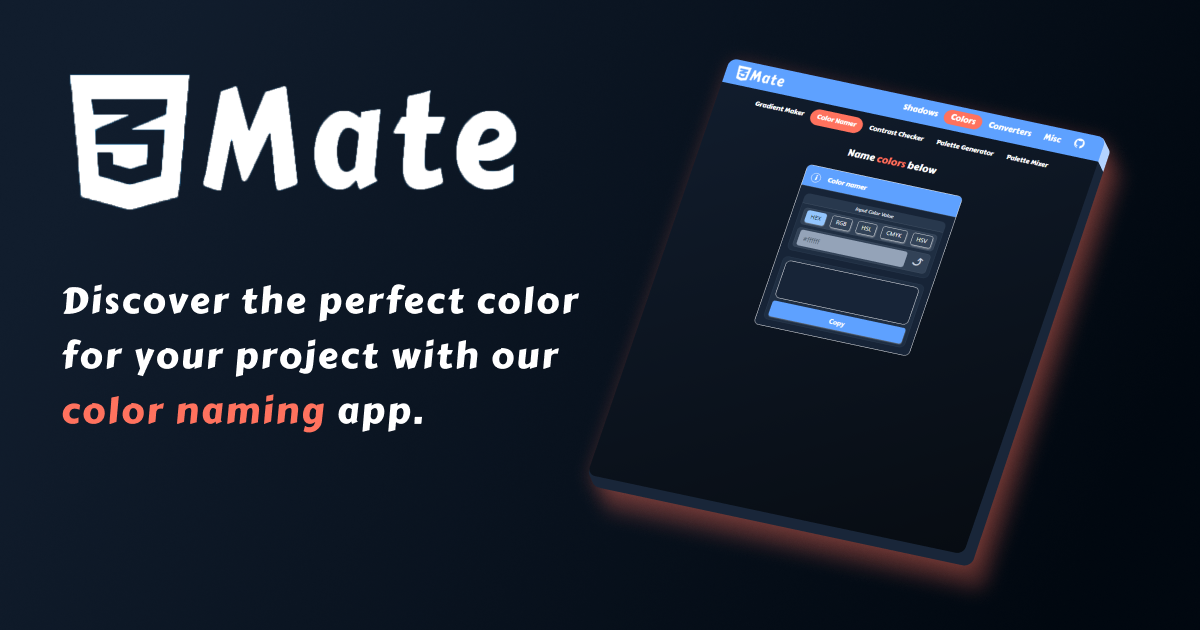 Mate
Discover the perfect color
for your project with our
color naming app.
Mate
Shadows Colors Converters Misc
Gradient Maker Color Namer Contrast Checker Palette Generator Palette Mixer
Name colors below
Color namer
Input Color Value
HEX RGB HSL CMYK HSV
Copy